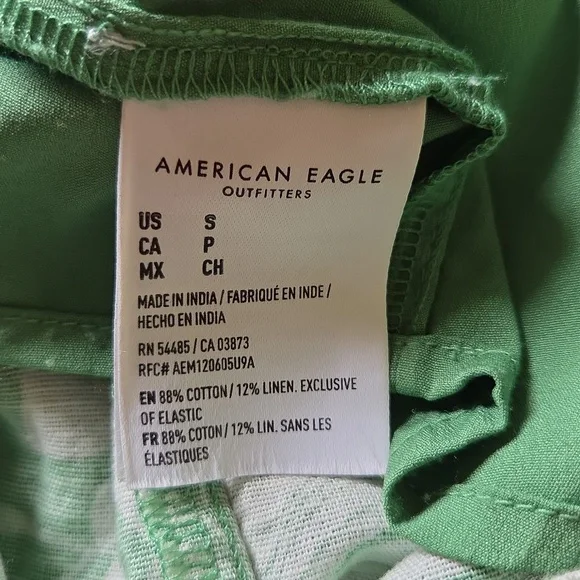 AMERICAN EAGLE
OUTFITTERS
US S
CA P
MX CH
MADE IN INDIA / FABRIQUÉ EN INDE /
HECHO EN INDIA
RN 54485 / CA 03873
RFC# AEM120605U9A
EN 88% COTTON / 12% LINEN. EXCLUSIVE
OF ELASTIC
FR 88% COTON / 12% LIN. SANS LES
ÉLASTIQUES